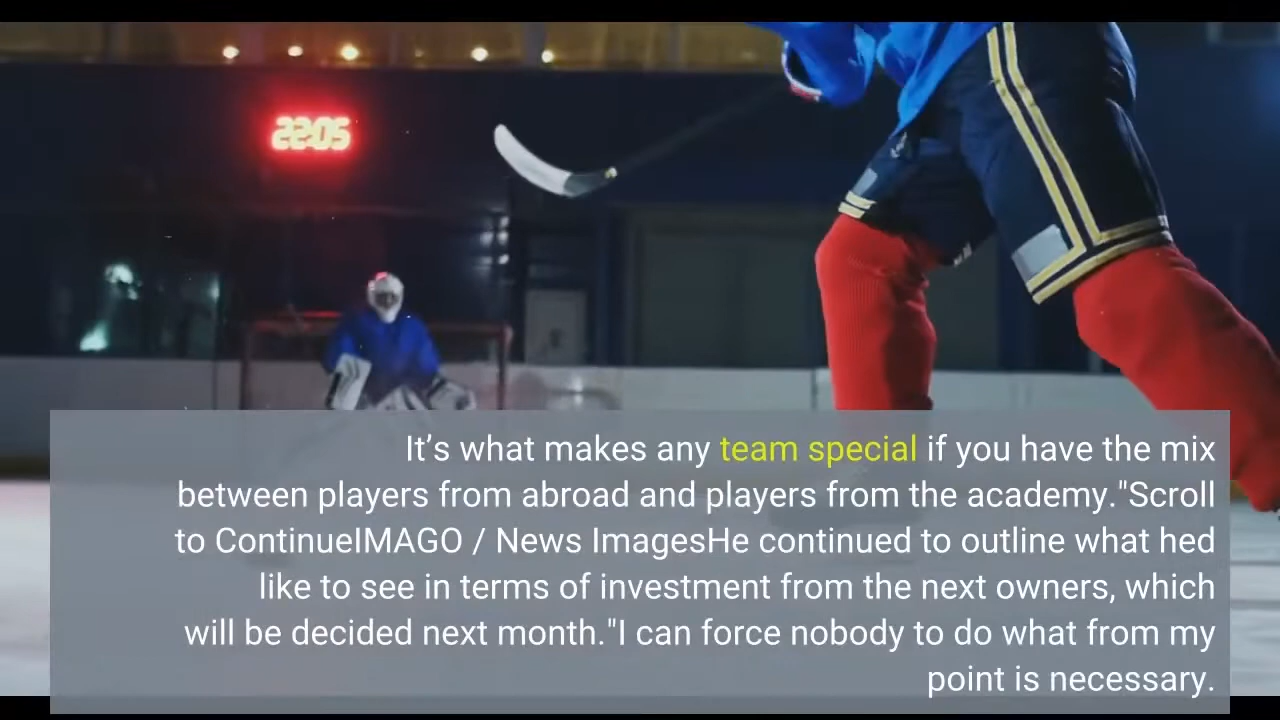 22:05
It’s what makes any team special if you have the mix
between players from abroad and players from the academy."Scroll
to ContinueIMAGO / News ImagesHe continued to outline what hed
like to see in terms of investment from the next owners, which
will be decided next month."I can force nobody to do what from my
point is necessary.